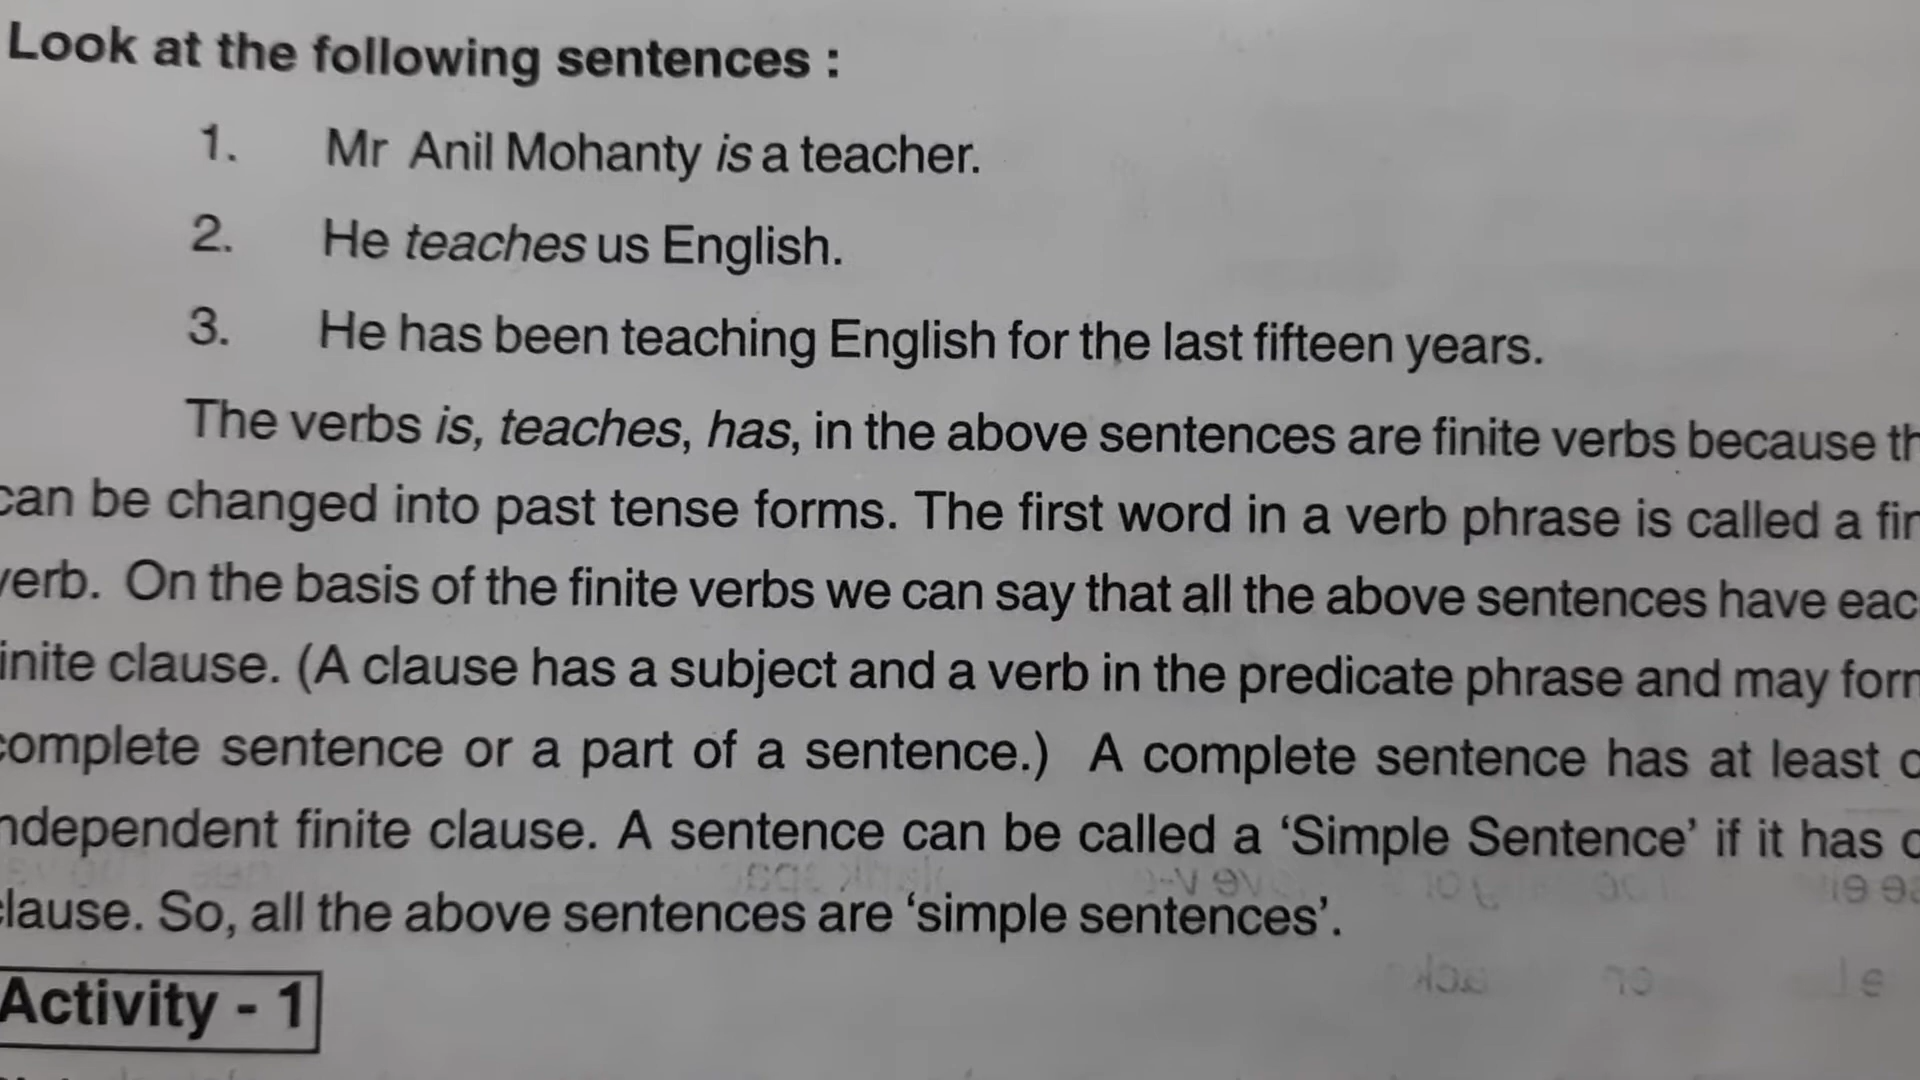 Look at the following sentences :
1. Mr Anil Mohanty is a teacher.
2. He teaches us English.
3. He has been teaching English for the last fifteen years.
The verbs is, teaches, has, in the above sentences are finite verbs because th
can be changed into past tense forms. The first word in a verb phrase is called a fin
verb. On the basis of the finite verbs we can say that all the above sentences have eac
inite clause. (A clause has a subject and a verb in the predicate phrase and may form
complete sentence or a part of a sentence.) A complete sentence has at least o
ndependent finite clause. A sentence can be called a ‘Simple Sentence’ if it has o
clause. So, all the above sentences are ‘simple sentences’.
Activity - 1